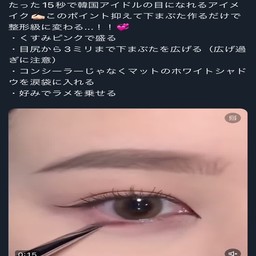 たった15秒で韓国アイドルの目になれるアイメ
イク✍🏻このポイント抑えて下まぶた作るだけで
整形級に変わる...！！💞
・くすみピンクで盛る
・目尻から3ミリまで下まぶたを広げる（広げ過
ぎに注意）
・コンシーラーじゃなくマットのホワイトシャド
ウを涙袋に入れる
・好みでラメを乗せる
0:15